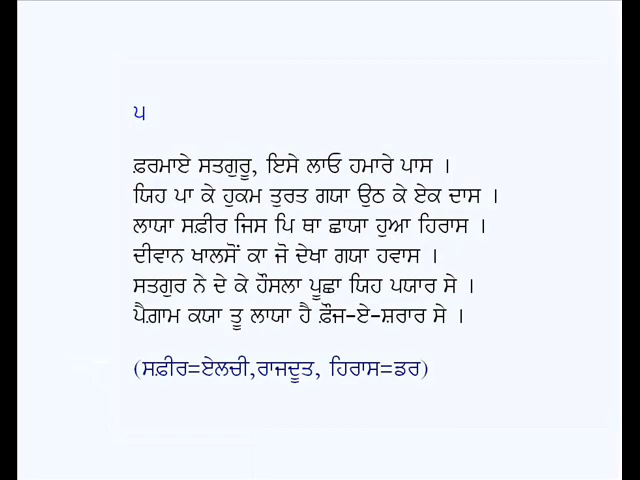 ੫
ਫ਼ਰਮਾਏ ਸਤਗੁਰੂ, ਇਸੇ ਲਾਓ ਹਮਾਰੇ ਪਾਸ ।
ਯਿਹ ਪਾ ਕੇ ਹੁਕਮ ਤੁਰਤ ਗਯਾ ਉਠ ਕੇ ਏਕ ਦਾਸ ।
ਲਾਯਾ ਸਫ਼ੀਰ ਜਿਸ ਪਿ ਥਾ ਛਾਯਾ ਹੁਆ ਹਿਰਾਸ ।
ਦੀਵਾਨ ਖਾਲਸੋਂ ਕਾ ਜੋ ਦੇਖਾ ਗਯਾ ਹਵਾਸ ।
ਸਤਗੁਰ ਨੇ ਦੇ ਕੇ ਹੌਸਲਾ ਪੂਛਾ ਯਿਹ ਪਯਾਰ ਸੇ ।
ਪੈਗ਼ਾਮ ਕਯਾ ਤੂ ਲਾਯਾ ਹੈ ਫ਼ੌਜ-ਏ-ਸ਼ਰਾਰ ਸੇ ।
(ਸਫ਼ੀਰ=ਏਲਚੀ,ਰਾਜਦੂਤ, ਹਿਰਾਸ=ਡਰ)